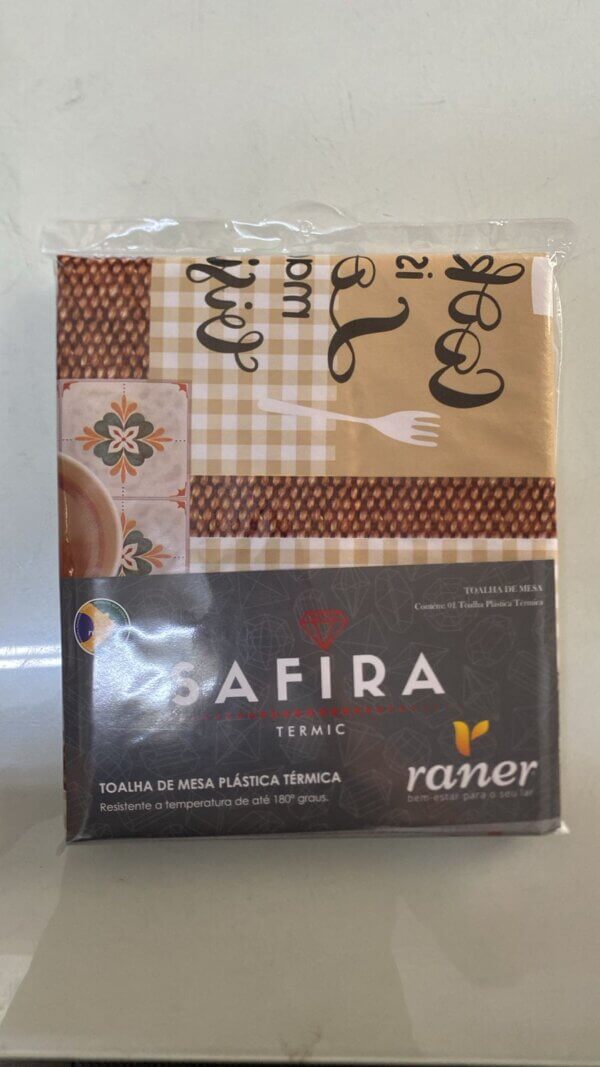 TOALHA DE MESA
Contém: 01 Toalha Plástica Térmica
SAFIRA
TERMIC
TOALHA DE MESA PLÁSTICA TÉRMICA
Resistente a temperatura de até 180º graus.
raner
bem-estar para o seu lar